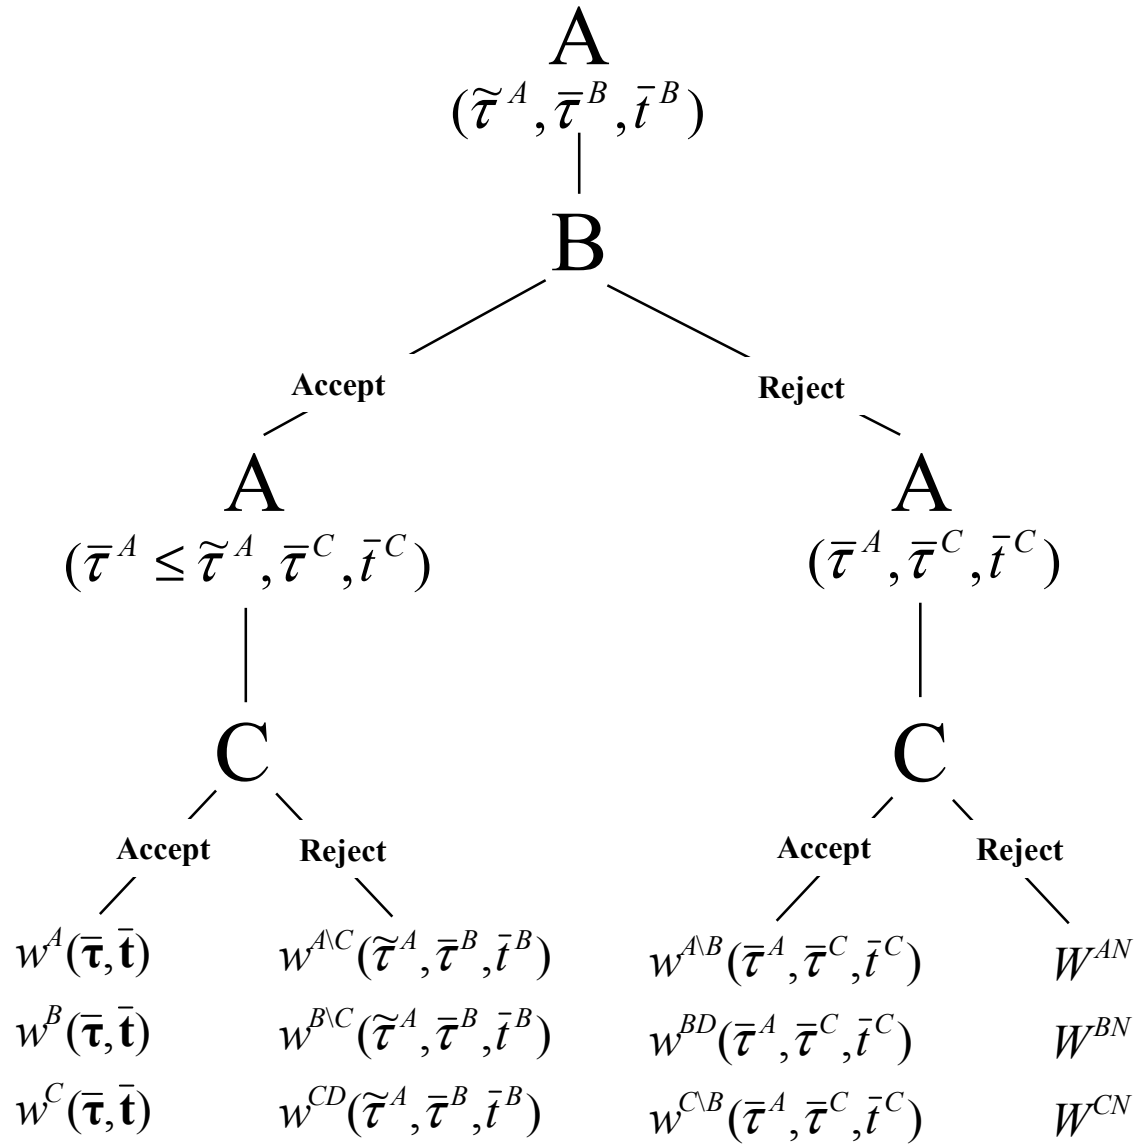 A
(τ̃^A, τ̄^B, t̄^B)
B
Accept Reject
A A
(τ̄^A ≤ τ̃^A, τ̄^C, t̄^C) (τ̄^A, τ̄^C, t̄^C)
C C
Accept Reject Accept Reject
w^A(τ̄, t̄) w^{A\C}(τ̃^A, τ̄^B, t̄^B) w^{A\B}(τ̄^A, τ̄^C, t̄^C) W^{AN}
w^B(τ̄, t̄) w^{B\C}(τ̃^A, τ̄^B, t̄^B) w^{BD}(τ̄^A, τ̄^C, t̄^C) W^{BN}
w^C(τ̄, t̄) w^{CD}(τ̃^A, τ̄^B, t̄^B) w^{C\B}(τ̄^A, τ̄^C, t̄^C) W^{CN}